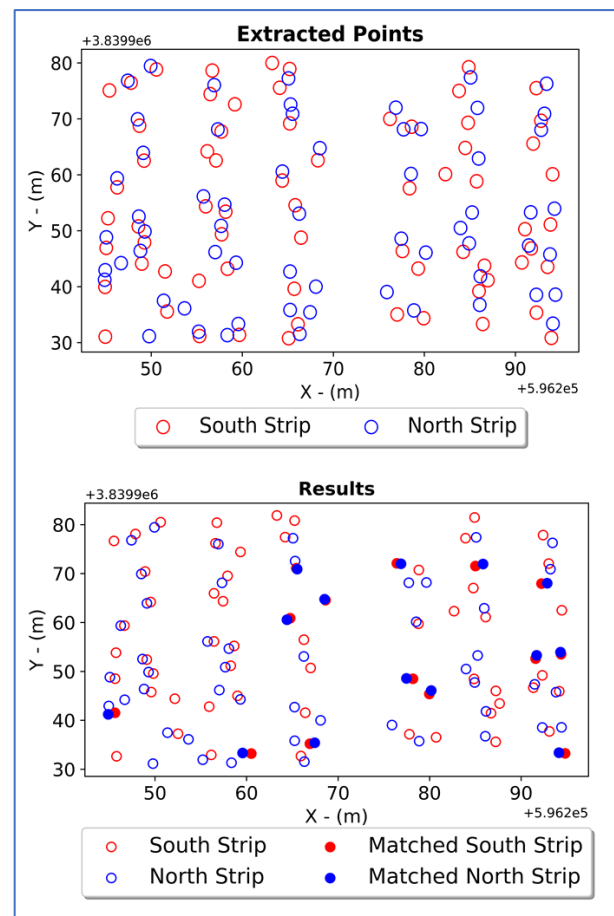 Extracted Points
+3.8399e6
80
70
60
50
40
30
Y - (m)
50 60 70 80 90
X - (m)
+5.962e5
South Strip North Strip
Results
+3.8399e6
80
70
60
50
40
30
Y - (m)
50 60 70 80 90
X - (m)
+5.962e5
South Strip Matched South Strip
North Strip Matched North Strip